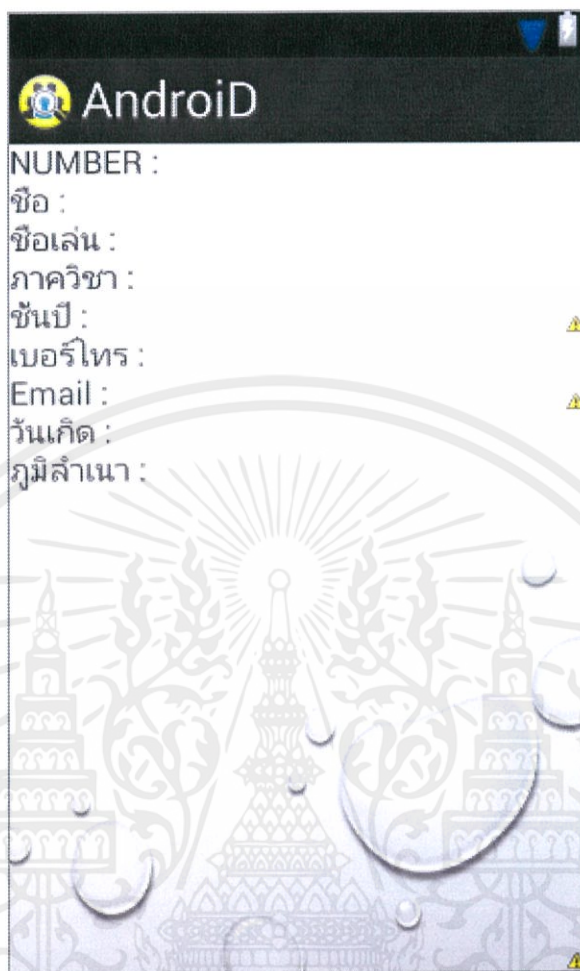 AndroiD
NUMBER :
ชื่อ :
ชื่อเล่น :
ภาควิชา :
ชั้นปี :
เบอร์โทร :
Email :
วันเกิด :
ภูมิลำเนา :